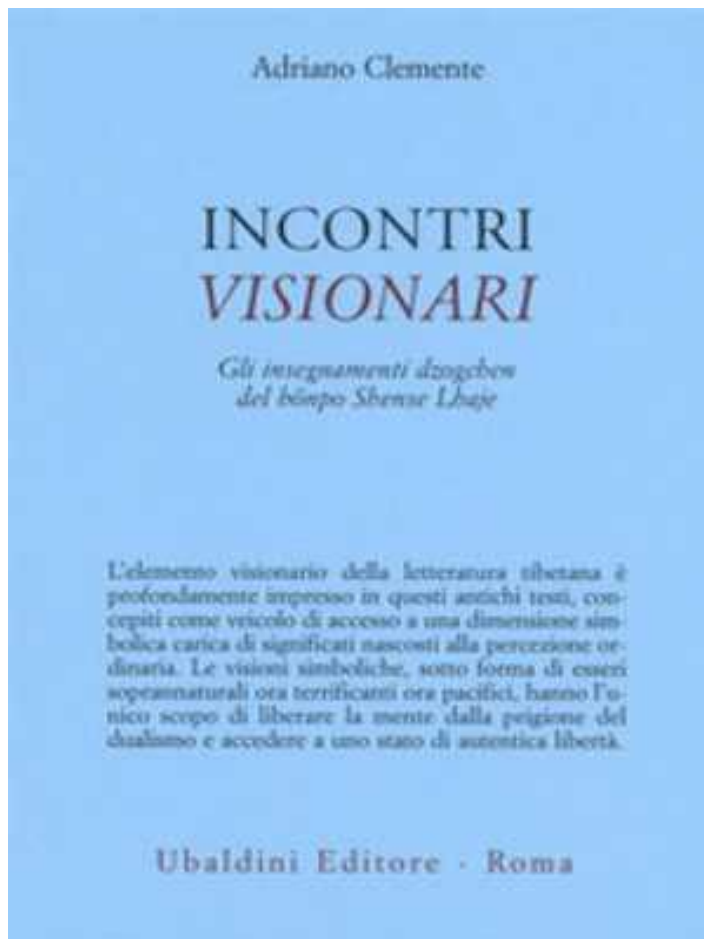 Adriano Clemente
INCONTRI
VISIONARI
Gli insegnamenti dzogchen
del bönpo Shense Lhaje
L'elemento visionario della letteratura tibetana è
profondamente impresso in questi antichi testi, con-
cepiti come veicolo di accesso a una dimensione sim-
bolica carica di significati nascosti alla percezione or-
dinaria. Le visioni simboliche, sotto forma di esseri
soprannaturali ora terrificanti ora pacifici, hanno l'u-
nico scopo di liberare la mente dalla prigione del
dualismo e accedere a uno stato di autentica libertà.
Ubaldini Editore · Roma